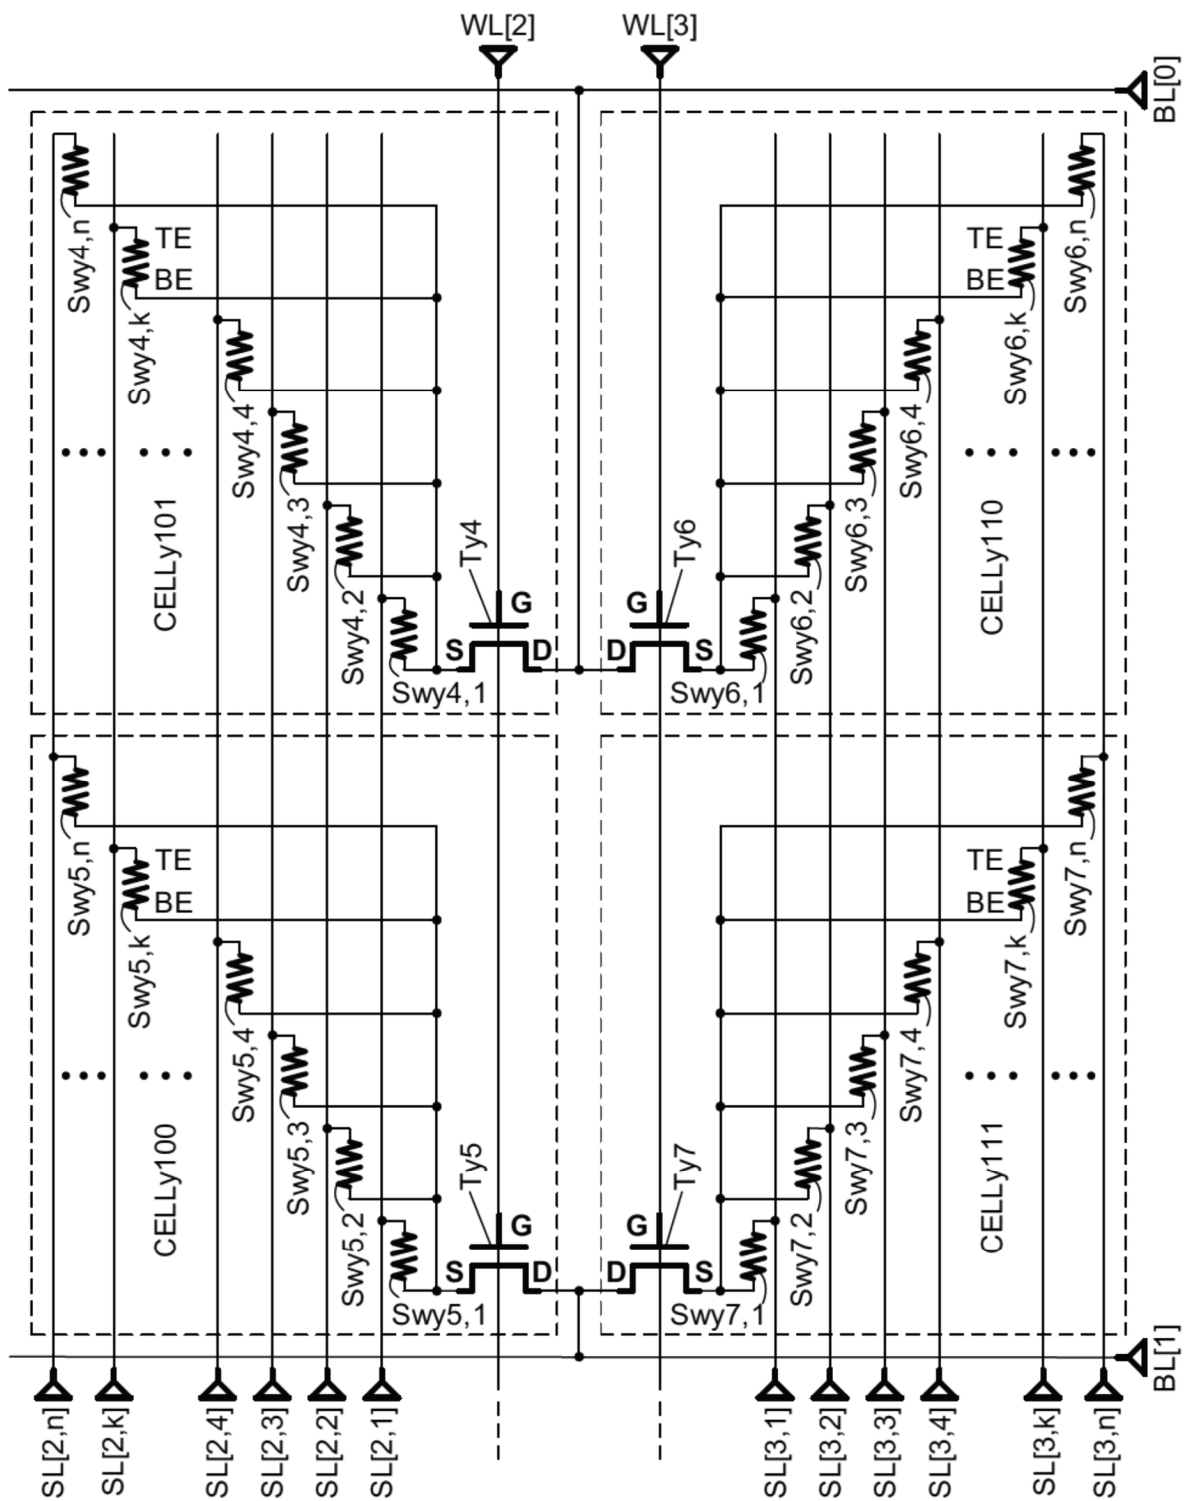 WL[2]
WL[3]
BL[0]
Swy4,n
TE
BE
Swy4,k
Swy4,4
Swy4,3
Swy4,2
Swy4,1
CELLy101
Ty4
G
S
D
Swy6,n
TE
BE
Swy6,k
Swy6,4
Swy6,3
Swy6,2
Swy6,1
CELLy110
Ty6
G
D
S
Swy5,n
TE
BE
Swy5,k
Swy5,4
Swy5,3
Swy5,2
Swy5,1
CELLy100
Ty5
G
S
D
Swy7,n
TE
BE
Swy7,k
Swy7,4
Swy7,3
Swy7,2
Swy7,1
CELLy111
Ty7
G
D
S
BL[1]
SL[2,n]
SL[2,k]
SL[2,4]
SL[2,3]
SL[2,2]
SL[2,1]
SL[3,1]
SL[3,2]
SL[3,3]
SL[3,4]
SL[3,k]
SL[3,n]